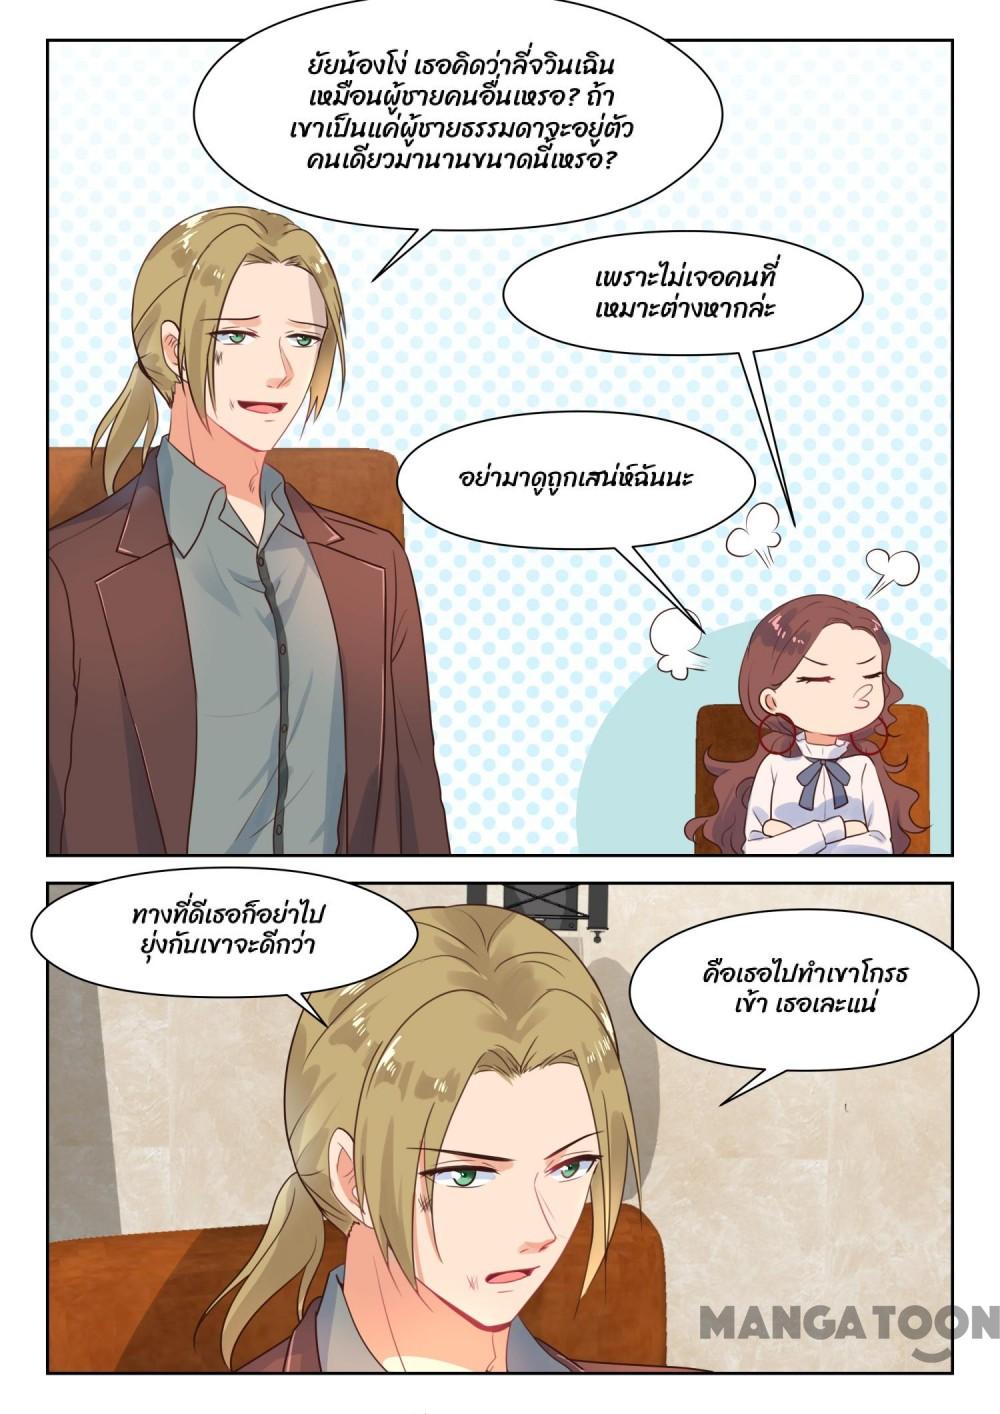 ยัยน้องโง่ เธอคิดว่าลี่จวินเฉิน
เหมือนผู้ชายคนอื่นเหรอ? ถ้า
เขาเป็นแค่ผู้ชายธรรมดาจะอยู่ตัว
คนเดียวมานานขนาดนี้เหรอ?
เพราะไม่เจอคนที่
เหมาะต่างหากล่ะ
อย่ามาดูถูกเสน่ห์ฉันนะ
ทางที่ดีเธอก็อย่าไป
ยุ่งกับเขาจะดีกว่า
คือเธอไปทำเขาโกรธ
เข้า เธอเละแน่
MANGATOON